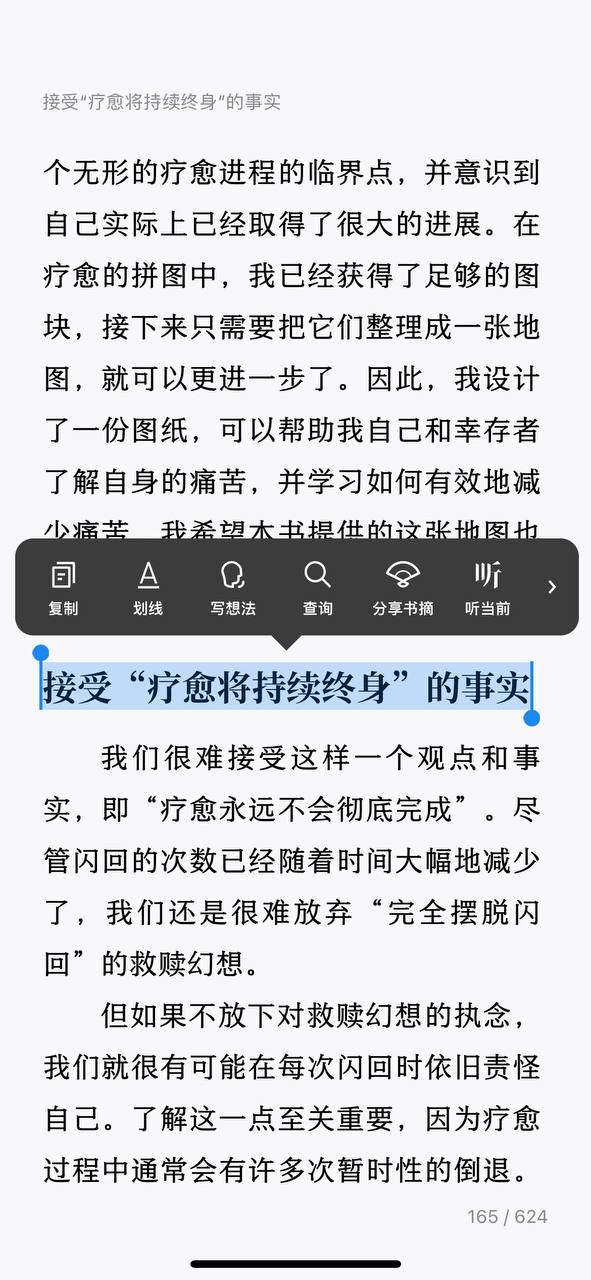 接受“疗愈将持续终身”的事实
个无形的疗愈进程的临界点，并意识到
自己实际上已经取得了很大的进展。在
疗愈的拼图中，我已经获得了足够的图
块，接下来只需要把它们整理成一张地
图，就可以更进一步了。因此，我设计
了一份图纸，可以帮助我自己和幸存者
了解自身的痛苦，并学习如何有效地减
少痛苦。我希望本书提供的这张地图也
复制 划线 写想法 查询 分享书摘 听当前
接受“疗愈将持续终身”的事实
我们很难接受这样一个观点和事
实，即“疗愈永远不会彻底完成”。尽
管闪回的次数已经随着时间大幅地减少
了，我们还是很难放弃“完全摆脱闪
回”的救赎幻想。
但如果不放下对救赎幻想的执念，
我们就很有可能在每次闪回时依旧责怪
自己。了解这一点至关重要，因为疗愈
过程中通常会有许多次暂时性的倒退。
165 / 624